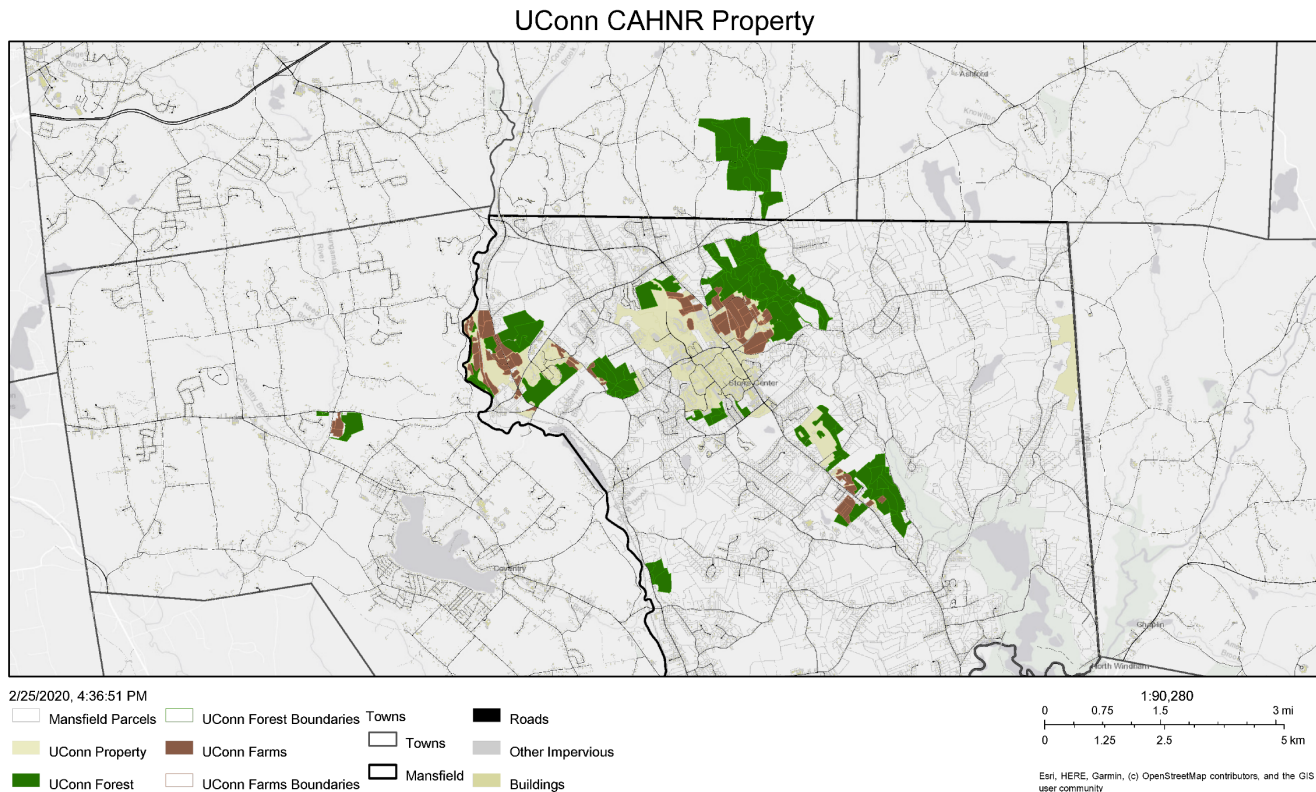 UConn CAHNR Property
Ashford
Storrs Center
Coventry
Chaplin
North Windham
2/25/2020, 4:36:51 PM
Mansfield Parcels
UConn Property
UConn Forest
UConn Forest Boundaries
UConn Farms
UConn Farms Boundaries
Towns
Towns
Mansfield
Roads
Other Impervious
Buildings
1:90,280
0 0.75 1.5 3 mi
0 1.25 2.5 5 km
Esri, HERE, Garmin, (c) OpenStreetMap contributors, and the GIS
user community